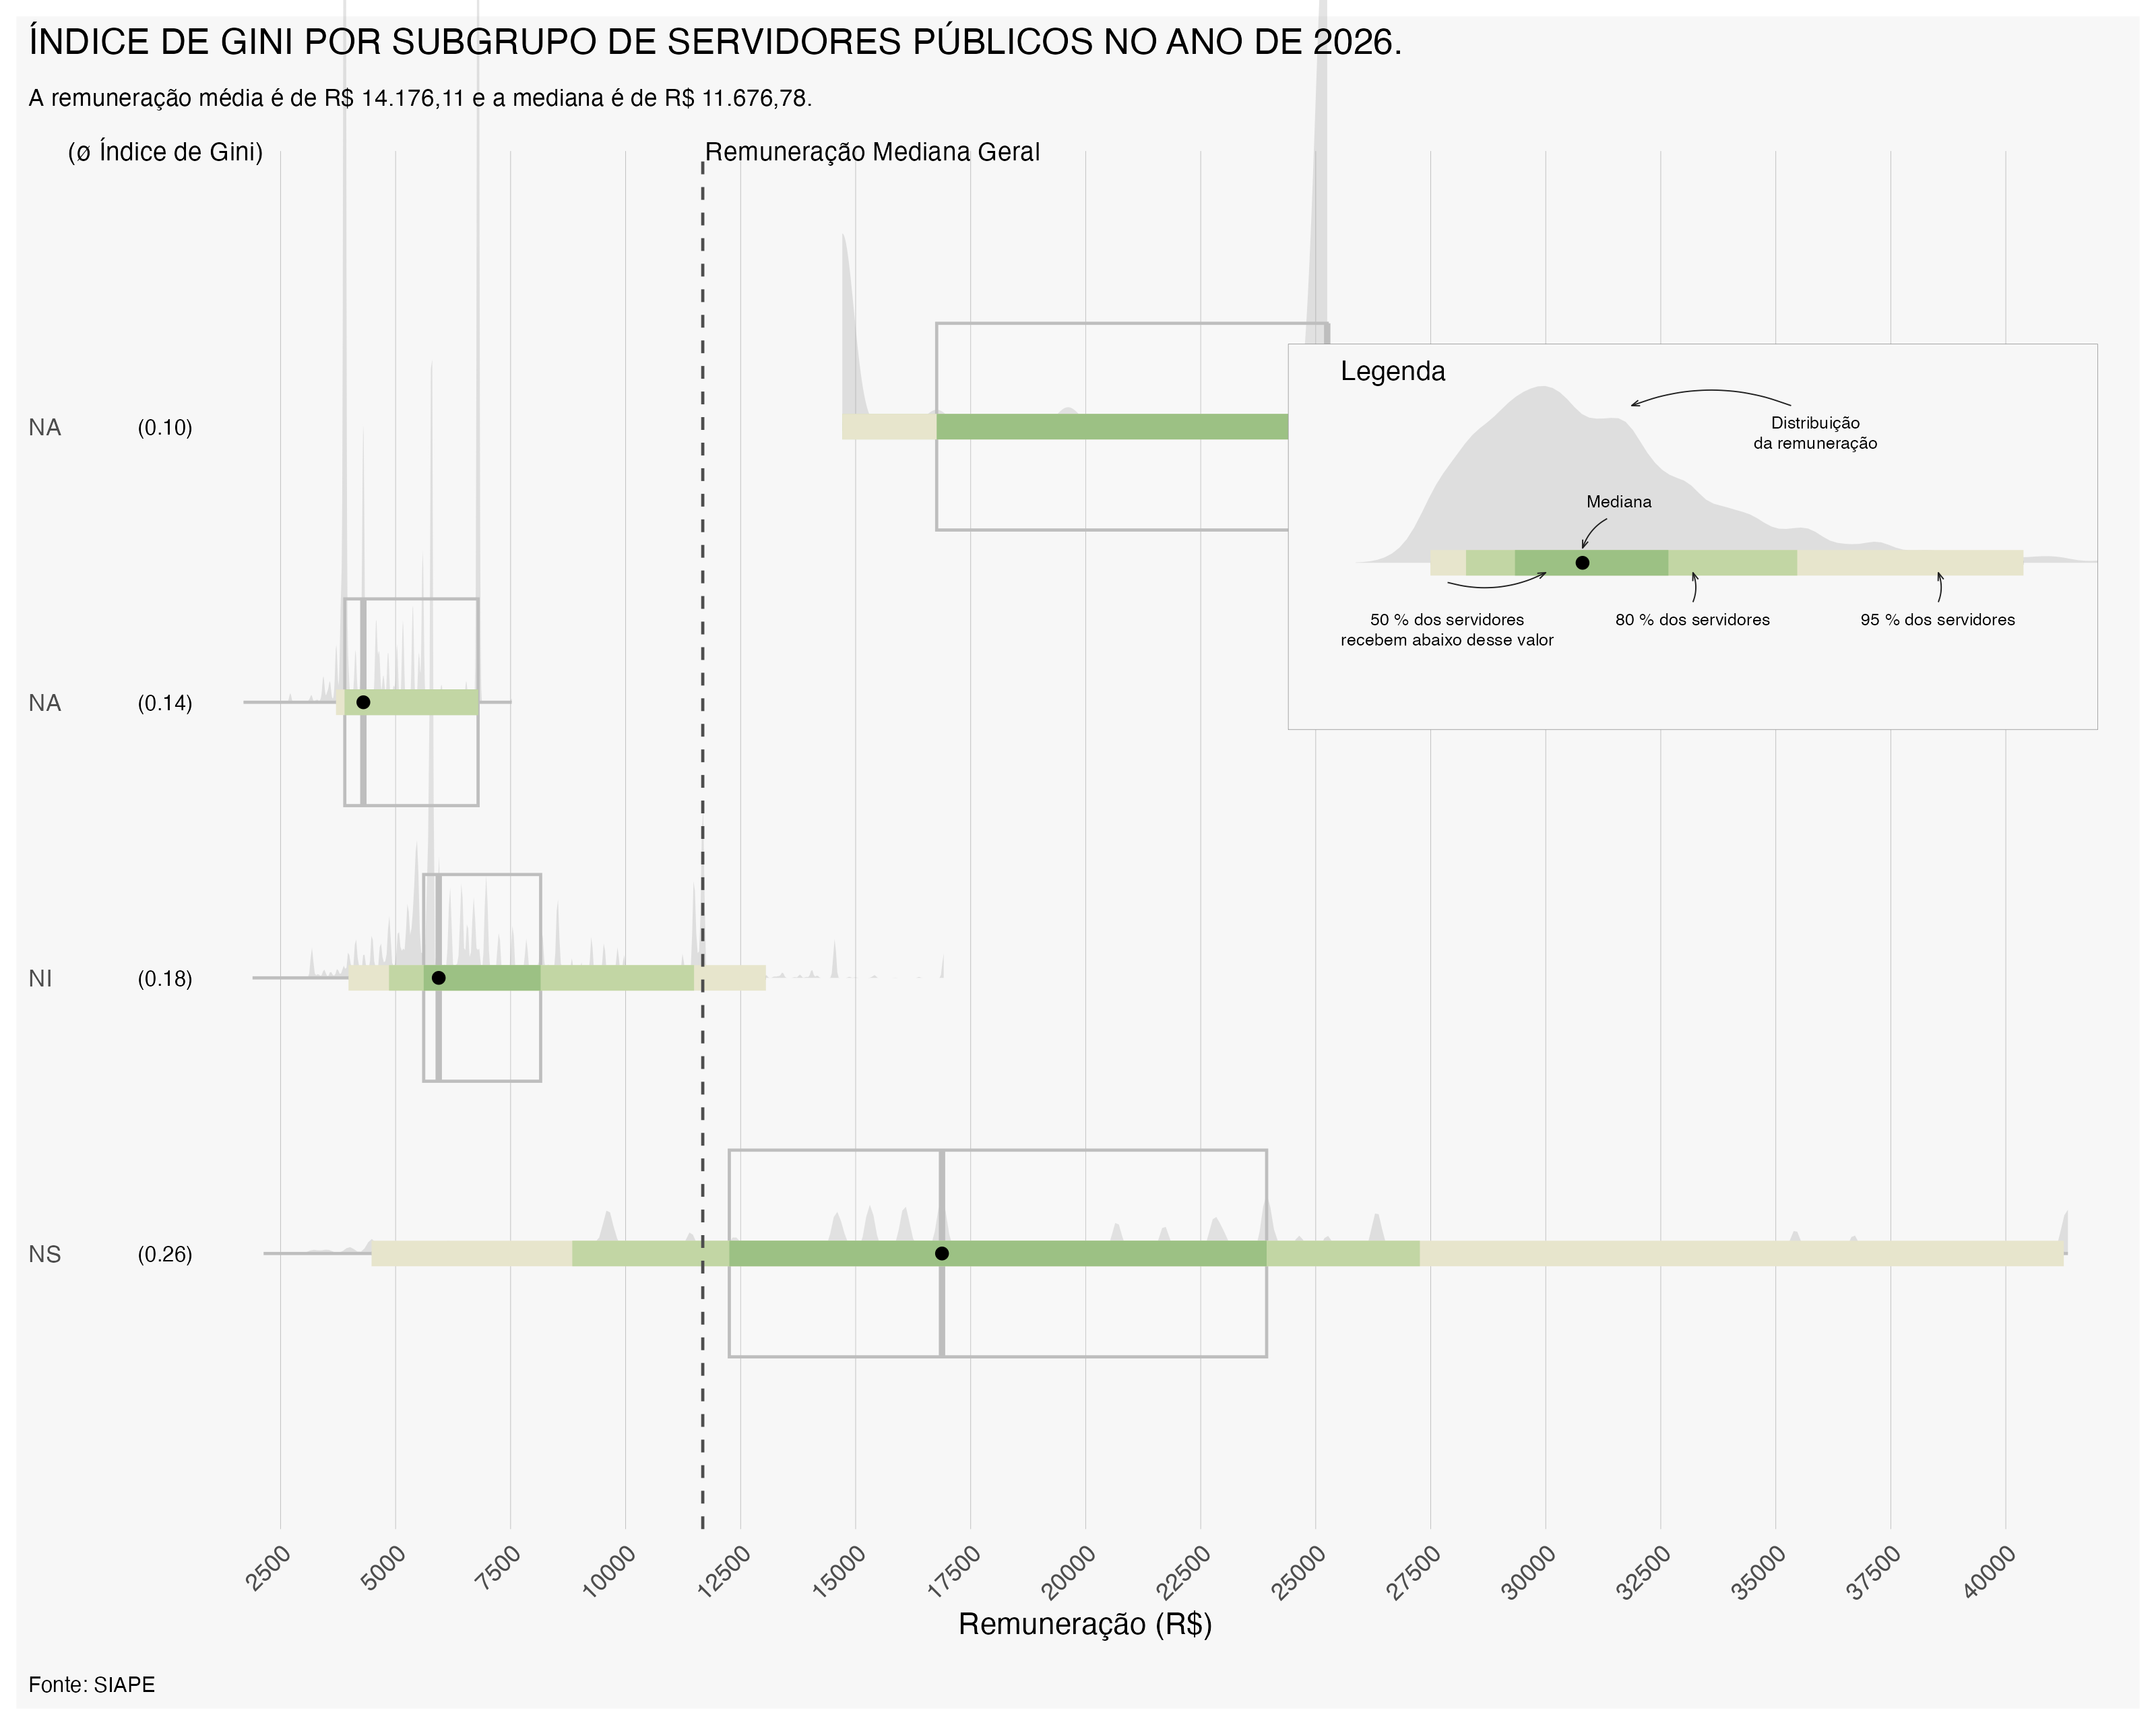 ÍNDICE DE GINI POR SUBGRUPO DE SERVIDORES PÚBLICOS NO ANO DE 2026.
A remuneração média é de R$ 14.176,11 e a mediana é de R$ 11.676,78.
(ø Índice de Gini)
Remuneração Mediana Geral
Legenda
Distribuição
da remuneração
Mediana
50 % dos servidores
recebem abaixo desse valor
80 % dos servidores
95 % dos servidores
NA (0.10)
NA (0.14)
NI (0.18)
NS (0.26)
2500 5000 7500 10000 12500 15000 17500 20000 22500 25000 27500 30000 32500 35000 37500 40000
Remuneração (R$)
Fonte: SIAPE